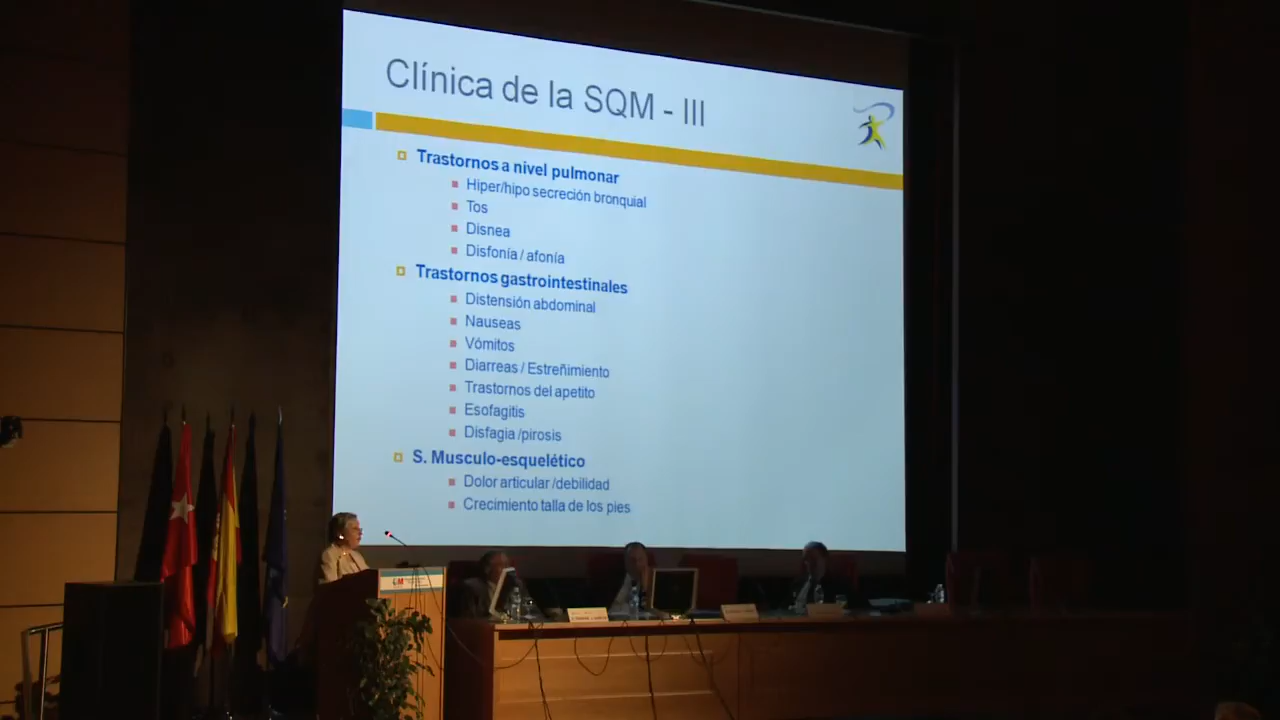 Clínica de la SQM - III
Trastornos a nivel pulmonar
Hiper/hipo secreción bronquial
Tos
Disnea
Disfonía / afonía
Trastornos gastrointestinales
Distensión abdominal
Nauseas
Vómitos
Diarreas / Estreñimiento
Trastornos del apetito
Esofagitis
Disfagia /pirosis
S. Musculo-esquelético
Dolor articular /debilidad
Crecimiento talla de los pies